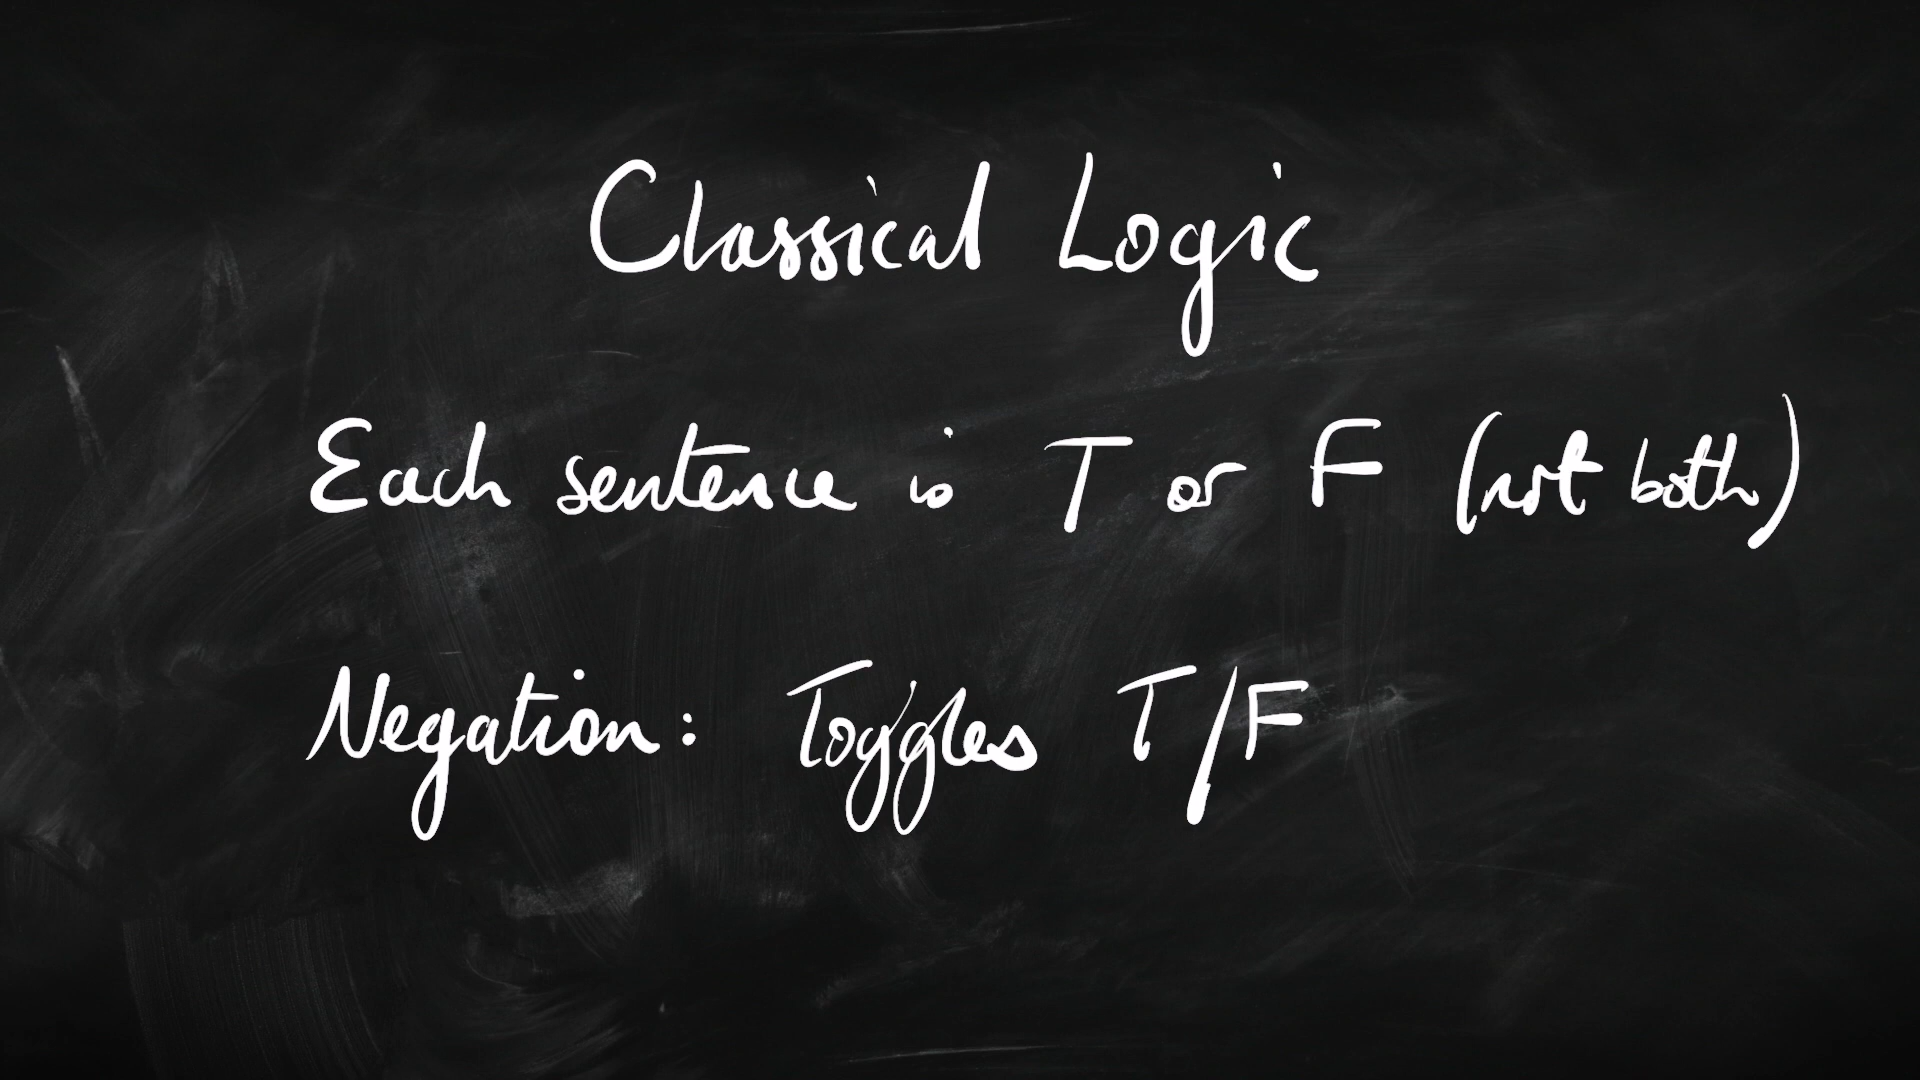 Classical Logic
Each sentence is T or F (not both)
Negation: Toggles T/F